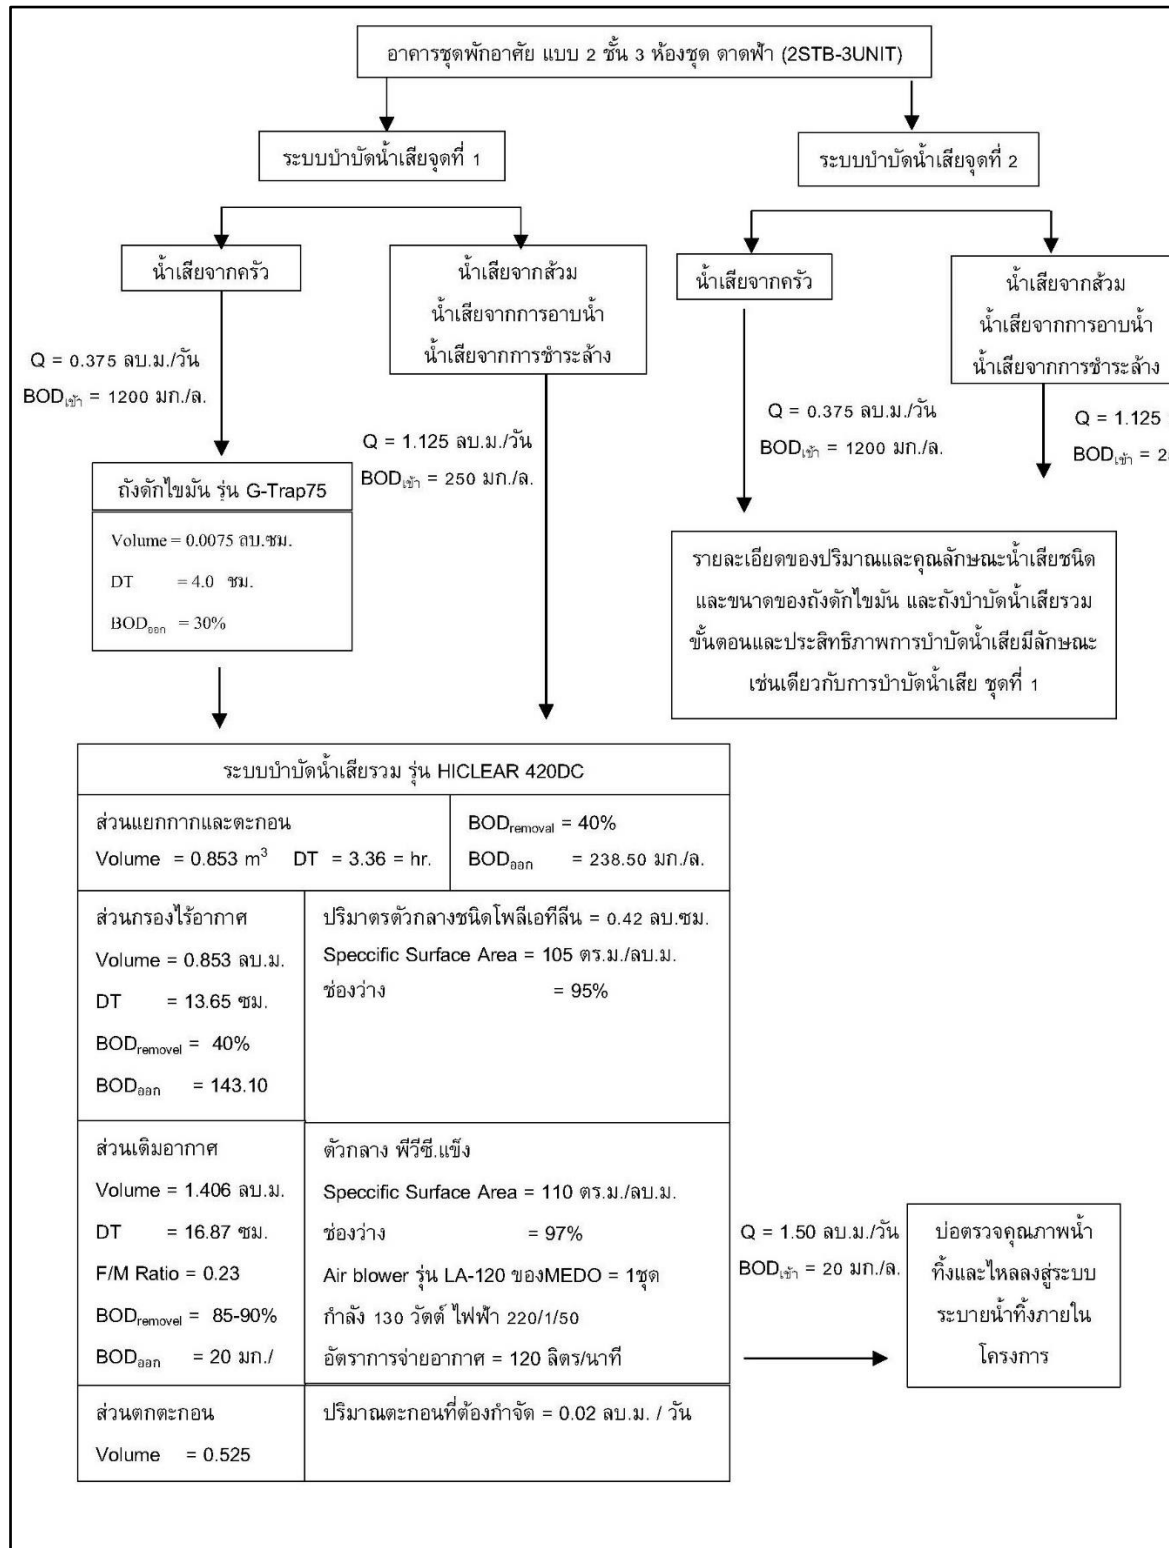 อาคารชุดพักอาศัย แบบ 2 ชั้น 3 ห้องชุด ดาดฟ้า (2STB-3UNIT)
ระบบบำบัดน้ำเสียจุดที่ 1
ระบบบำบัดน้ำเสียจุดที่ 2
น้ำเสียจากครัว
น้ำเสียจากส้วม
น้ำเสียจากการอาบน้ำ
น้ำเสียจากการชำระล้าง
น้ำเสียจากครัว
น้ำเสียจากส้วม
น้ำเสียจากการอาบน้ำ
น้ำเสียจากการชำระล้าง
Q = 0.375 ลบ.ม./วัน
BODเข้า = 1200 มก./ล.
Q = 1.125 ลบ.ม./วัน
BODเข้า = 250 มก./ล.
Q = 0.375 ลบ.ม./วัน
BODเข้า = 1200 มก./ล.
Q = 1.125
BODเข้า = 2
ถังดักไขมัน รุ่น G-Trap75
Volume = 0.0075 ลบ.ซม.
DT = 4.0 ชม.
BODออก = 30%
รายละเอียดของปริมาณและคุณลักษณะน้ำเสียชนิด
และขนาดของถังดักไขมัน และถังบำบัดน้ำเสียรวม
ขั้นตอนและประสิทธิภาพการบำบัดน้ำเสียมีลักษณะ
เช่นเดียวกับการบำบัดน้ำเสีย ชุดที่ 1
ระบบบำบัดน้ำเสียรวม รุ่น HICLEAR 420DC
ส่วนแยกกากและตะกอน
Volume = 0.853 m³ DT = 3.36 = hr.
BODremoval = 40%
BODออก = 238.50 มก./ล.
ส่วนกรองไร้อากาศ
Volume = 0.853 ลบ.ม.
DT = 13.65 ซม.
BODremovel = 40%
BODออก = 143.10
ปริมาตรตัวกลางชนิดโพลีเอทีลีน = 0.42 ลบ.ซม.
Speccific Surface Area = 105 ตร.ม./ลบ.ม.
ช่องว่าง = 95%
ส่วนเติมอากาศ
Volume = 1.406 ลบ.ม.
DT = 16.87 ซม.
F/M Ratio = 0.23
BODremovel = 85-90%
BODออก = 20 มก./
ตัวกลาง พีวีซี.แข็ง
Speccific Surface Area = 110 ตร.ม./ลบ.ม.
ช่องว่าง = 97%
Air blower รุ่น LA-120 ของMEDO = 1ชุด
กำลัง 130 วัตต์ ไฟฟ้า 220/1/50
อัตราการจ่ายอากาศ = 120 ลิตร/นาที
Q = 1.50 ลบ.ม./วัน
BODเข้า = 20 มก./ล.
บ่อตรวจคุณภาพน้ำ
ทิ้งและไหลลงสู่ระบบ
ระบายน้ำทิ้งภายใน
โครงการ
ส่วนตกตะกอน
Volume = 0.525
ปริมาณตะกอนที่ต้องกำจัด = 0.02 ลบ.ม. / วัน